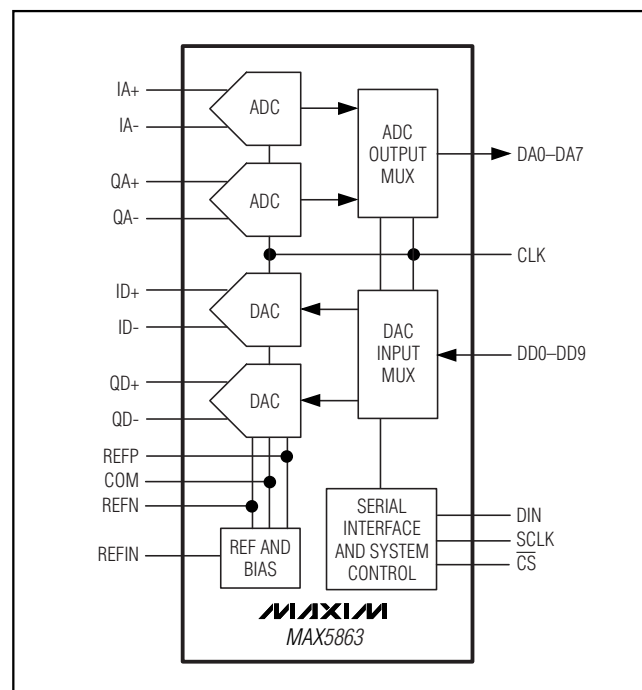 IA+
IA-
QA+
QA-
ID+
ID-
QD+
QD-
REFP
COM
REFN
REFIN
ADC
ADC
DAC
DAC
REF AND
BIAS
ADC
OUTPUT
MUX
DAC
INPUT
MUX
SERIAL
INTERFACE
AND SYSTEM
CONTROL
DA0–DA7
CLK
DD0–DD9
DIN
SCLK
CS
MAXIM
MAX5863